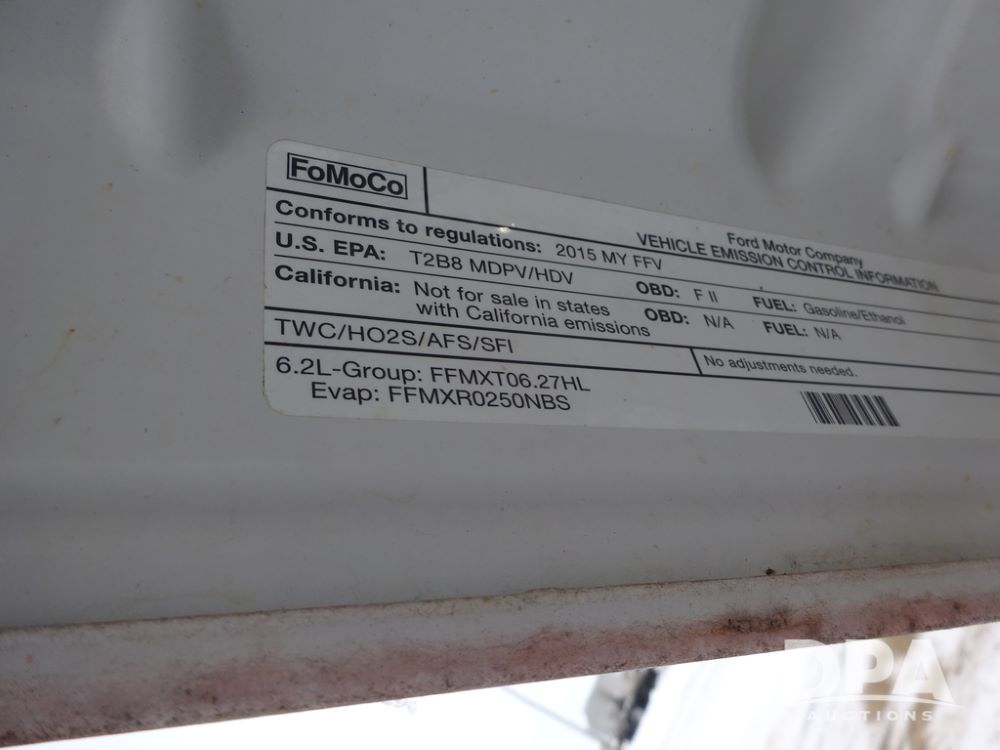 FoMoCo
Ford Motor Company
VEHICLE EMISSION CONTROL INFORMATION
Conforms to regulations: 2015 MY FFV
U.S. EPA: T2B8 MDPV/HDV OBD: F II FUEL: Gasoline/Ethanol
California: Not for sale in states with California emissions OBD: N/A FUEL: N/A
TWC/HO2S/AFS/SFI
No adjustments needed.
6.2L-Group: FFMXT06.27HL
Evap: FFMXR0250NBS
DPA
AUCTIONS